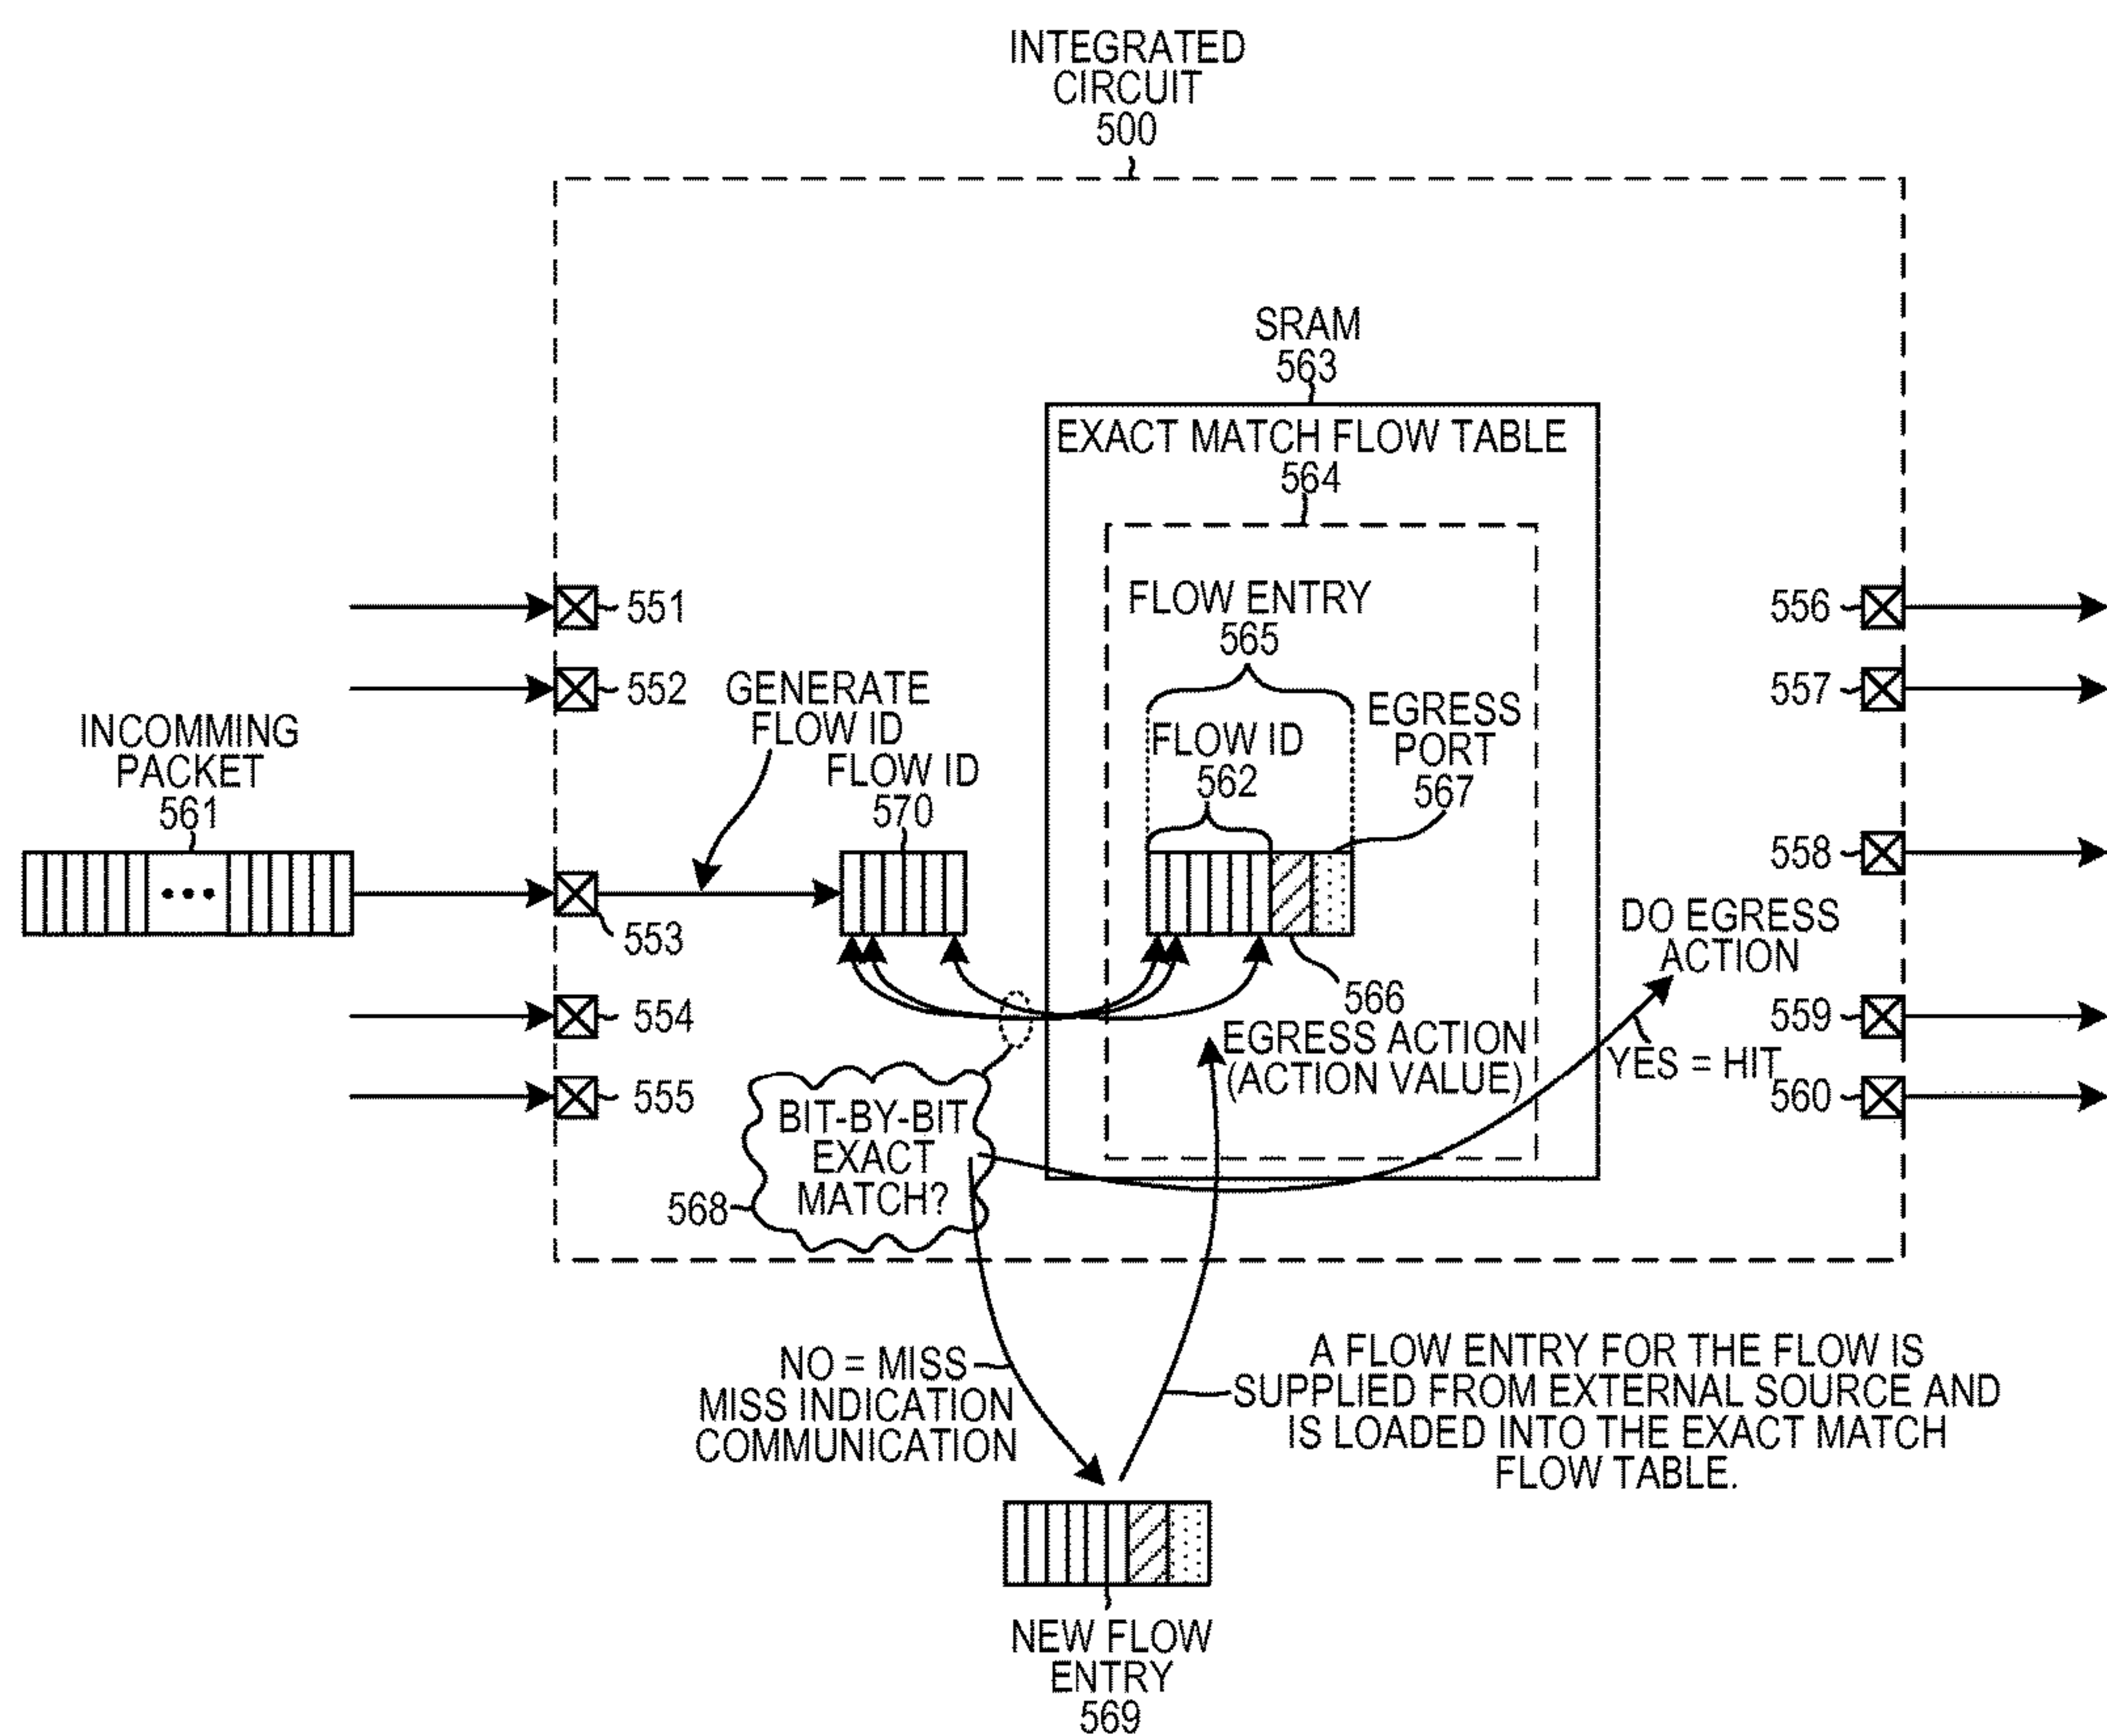 INTEGRATED
CIRCUIT
500
SRAM
563
EXACT MATCH FLOW TABLE
564
FLOW ENTRY
565
FLOW ID
562
EGRESS
PORT
567
551
552
553
554
555
GENERATE
FLOW ID
FLOW ID
570
INCOMMING
PACKET
561
•••
556
557
558
559
560
DO EGRESS
ACTION
YES = HIT
566
EGRESS ACTION
(ACTION VALUE)
BIT-BY-BIT
EXACT
MATCH?
568
NO = MISS
MISS INDICATION
COMMUNICATION
A FLOW ENTRY FOR THE FLOW IS
SUPPLIED FROM EXTERNAL SOURCE AND
IS LOADED INTO THE EXACT MATCH
FLOW TABLE.
NEW FLOW
ENTRY
569